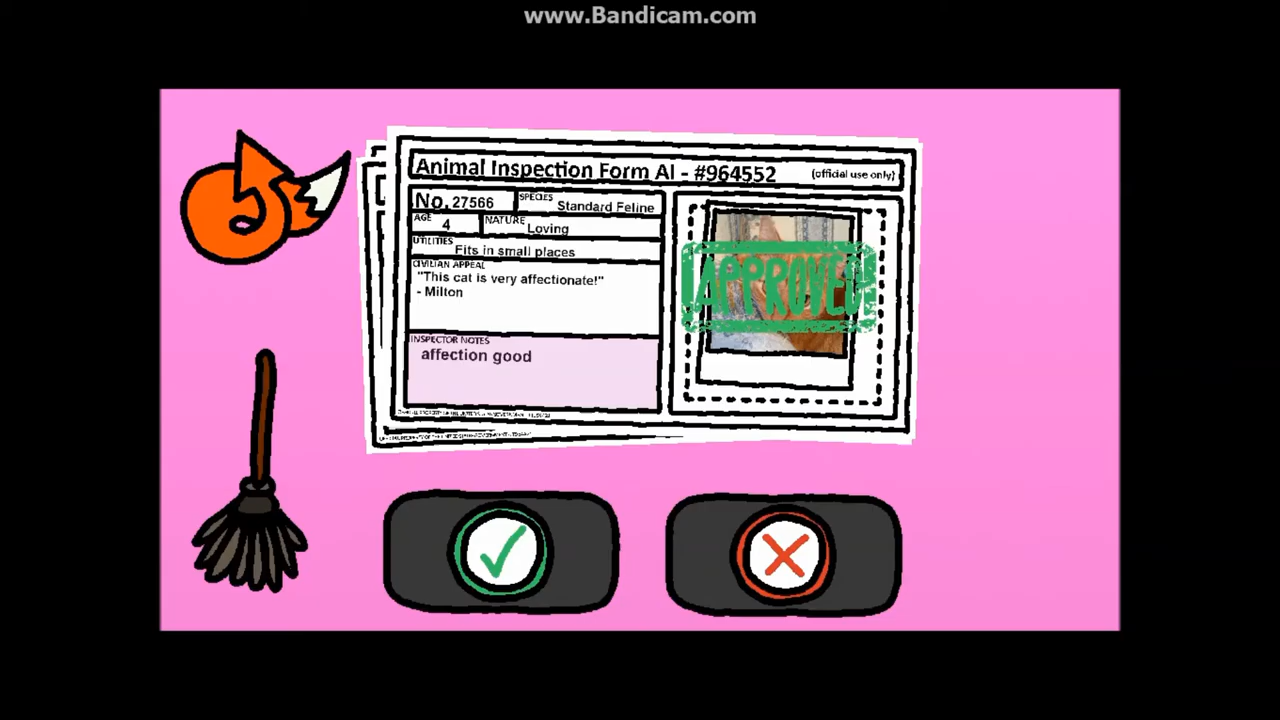 www.Bandicam.com
Animal Inspection Form AI - #964552 (official use only)
No. 27566 SPECIES Standard Feline
AGE 4 NATURE Loving
UTILITIES Fits in small places
CIVILIAN APPEAL
"This cat is very affectionate!"
- Milton
INSPECTOR NOTES
affection good
APPROVED